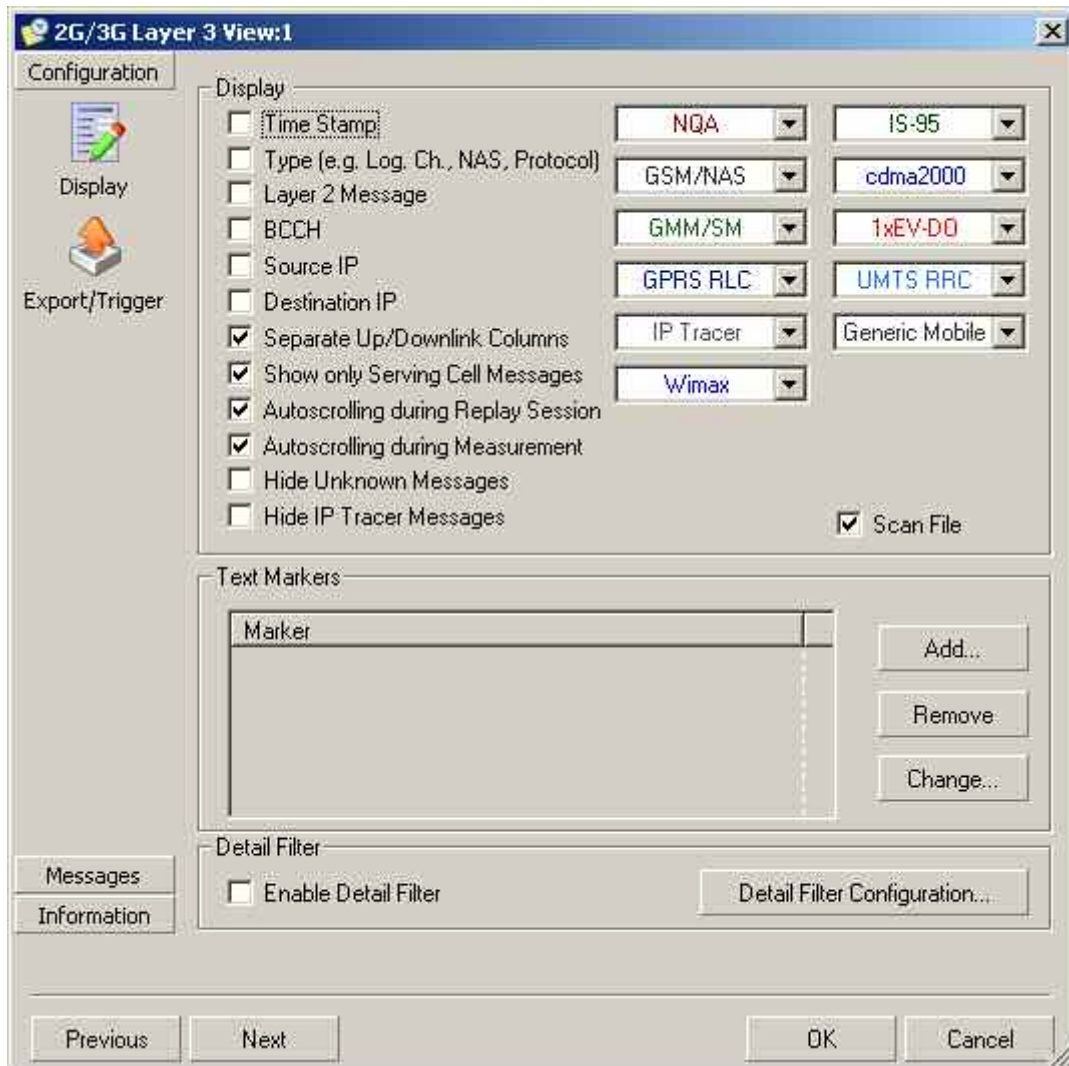 2G/3G Layer 3 View:1
Configuration
Display
Export/Trigger
Messages
Information
Display
Time Stamp
Type (e.g. Log. Ch., NAS, Protocol)
Layer 2 Message
BCCH
Source IP
Destination IP
Separate Up/Downlink Columns
Show only Serving Cell Messages
Autoscrolling during Replay Session
Autoscrolling during Measurement
Hide Unknown Messages
Hide IP Tracer Messages
NQA
IS-95
GSM/NAS
cdma2000
GMM/SM
1xEV-DO
GPRS RLC
UMTS RRC
IP Tracer
Generic Mobile
Wimax
Scan File
Text Markers
Marker
Add...
Remove
Change...
Detail Filter
Enable Detail Filter
Detail Filter Configuration...
Previous
Next
OK
Cancel